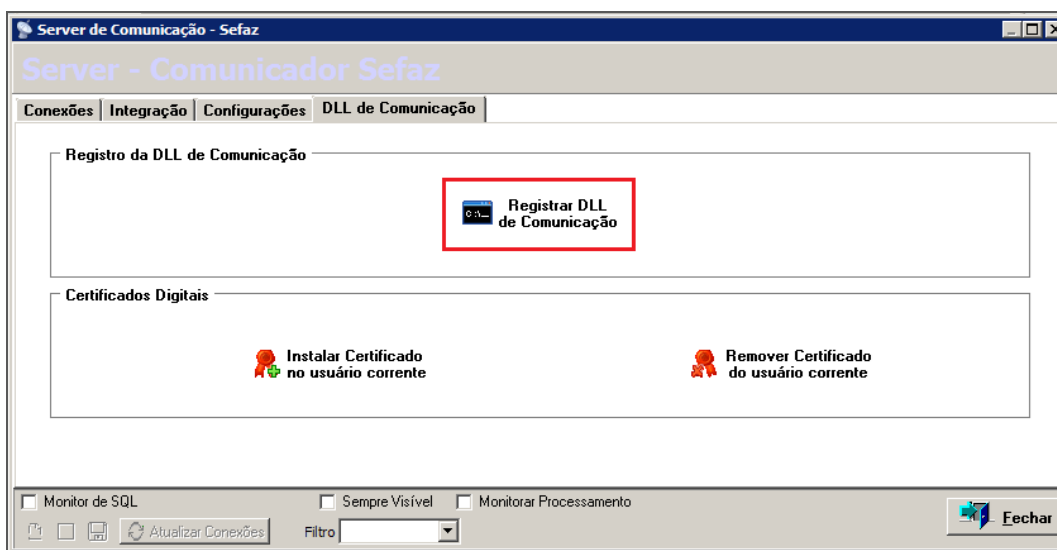 Server de Comunicação - Sefaz
Server - Comunicador Sefaz
Conexões Integração Configurações DLL de Comunicação
Registro da DLL de Comunicação
C:\_ Registrar DLL
de Comunicação
Certificados Digitais
Instalar Certificado
no usuário corrente
Remover Certificado
do usuário corrente
Monitor de SQL Sempre Visível Monitorar Processamento
Atualizar Conexões Filtro
Fechar